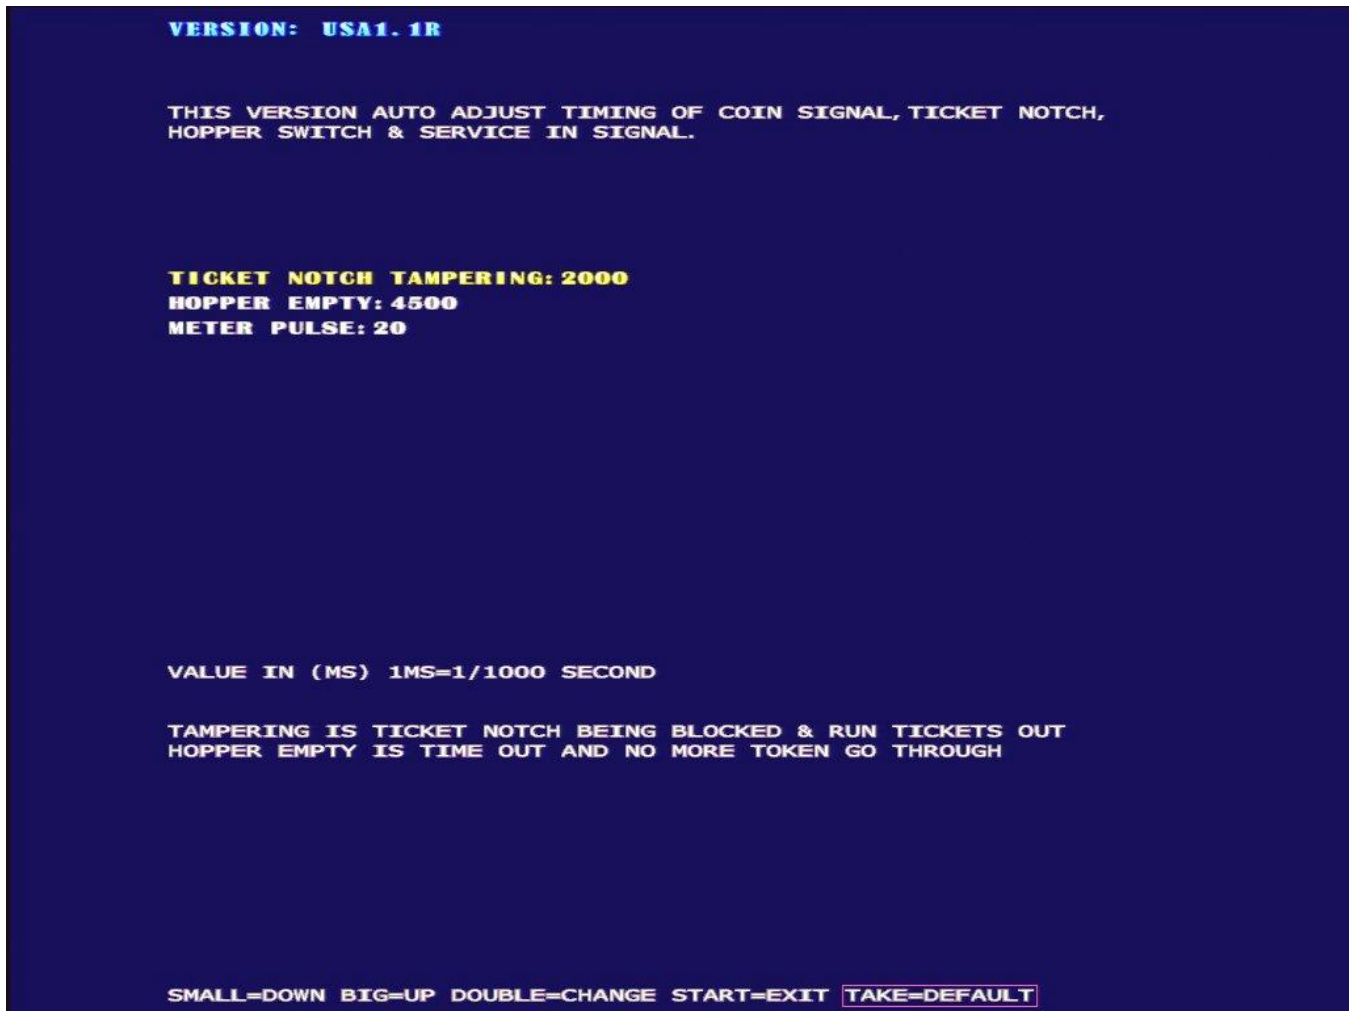 VERSION: USA1.1R
THIS VERSION AUTO ADJUST TIMING OF COIN SIGNAL, TICKET NOTCH,
HOPPER SWITCH & SERVICE IN SIGNAL.
TICKET NOTCH TAMPERING: 2000
HOPPER EMPTY: 4500
METER PULSE: 20
VALUE IN (MS) 1MS=1/1000 SECOND
TAMPERING IS TICKET NOTCH BEING BLOCKED & RUN TICKETS OUT
HOPPER EMPTY IS TIME OUT AND NO MORE TOKEN GO THROUGH
SMALL=DOWN BIG=UP DOUBLE=CHANGE START=EXIT TAKE=DEFAULT